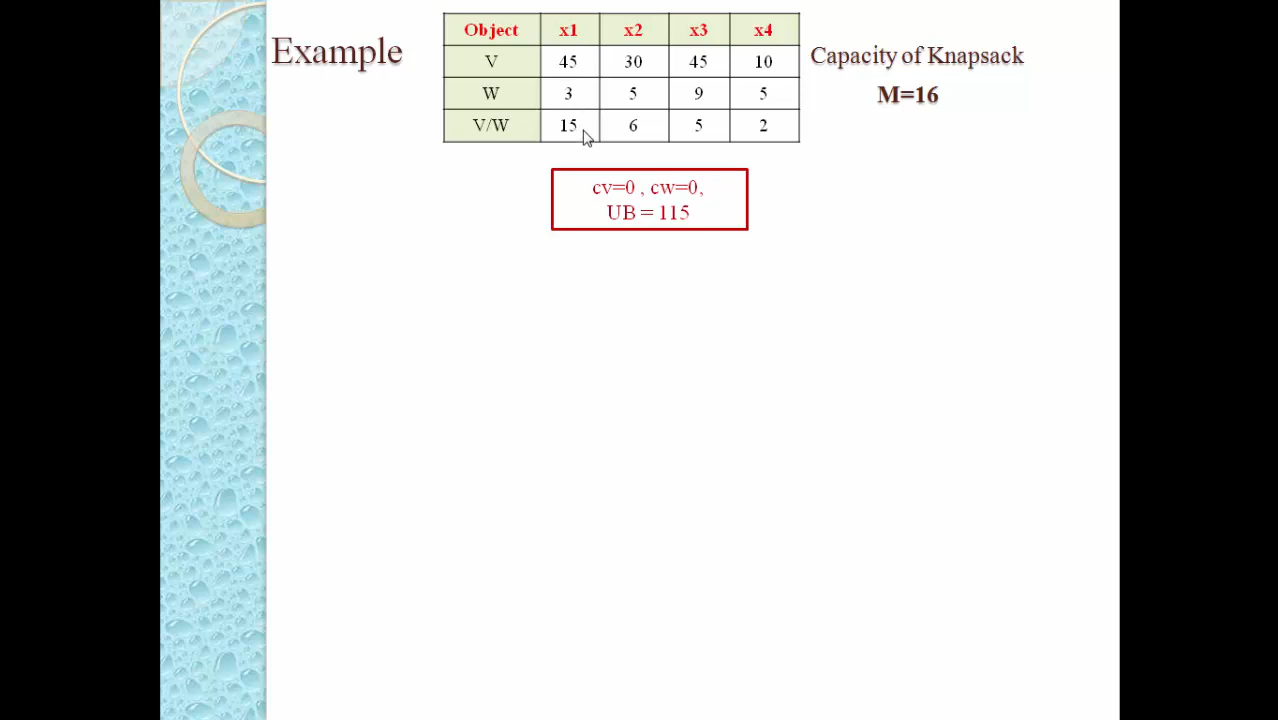 Example
Object x1 x2 x3 x4
V 45 30 45 10
W 3 5 9 5
V/W 15 6 5 2
Capacity of Knapsack
M=16
cv=0 , cw=0,
UB = 115